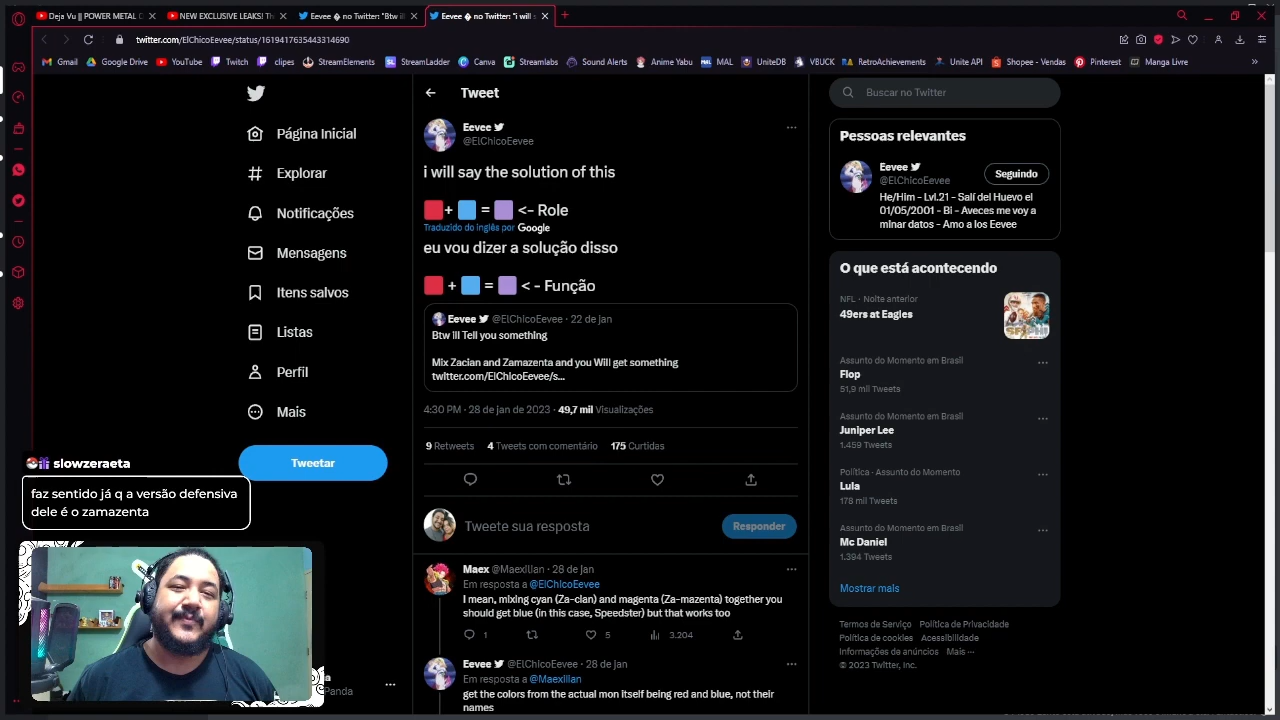 Deja Vu || POWER METAL C
NEW EXCLUSIVE LEAKS! Th
Eevee � no Twitter: "Btw ill
Eevee � no Twitter: "i will s
twitter.com/ElChicoEevee/status/1619417635443314690
Gmail
Google Drive
YouTube
Twitch
clipes
StreamElements
StreamLadder
Canva
Streamlabs
Sound Alerts
Anime Yabu
MAL
UniteDB
VBUCK
RetroAchievements
Unite API
Shopee - Vendas
Pinterest
Manga Livre
Página Inicial
Explorar
Notificações
Mensagens
Itens salvos
Listas
Perfil
Mais
Tweetar
slowzeraeta
faz sentido já q a versão defensiva
dele é o zamazenta
Panda
Tweet
Eevee
@ElChicoEevee
i will say the solution of this
+ = <- Role
Traduzido do inglês por Google
eu vou dizer a solução disso
+ = < - Função
Eevee @ElChicoEevee · 22 de jan
Btw ill Tell you something
Mix Zacian and Zamazenta and you Will get something
twitter.com/ElChicoEevee/s...
4:30 PM · 28 de jan de 2023 · 49,7 mil Visualizações
9 Retweets 4 Tweets com comentário 175 Curtidas
Tweete sua resposta
Responder
Maex @Maexllian · 28 de jan
Em resposta a @ElChicoEevee
I mean, mixing cyan (Za-cian) and magenta (Za-mazenta) together you
should get blue (in this case, Speedster) but that works too
1 5 3.204
Eevee @ElChicoEevee · 28 de jan
Em resposta a @Maexllian
get the colors from the actual mon itself being red and blue, not their
names
Buscar no Twitter
Pessoas relevantes
Eevee
@ElChicoEevee
Seguindo
He/Him - Lvl.21 - Salí del Huevo el
01/05/2001 - Bi - Aveces me voy a
minar datos - Amo a los Eevee
O que está acontecendo
NFL · Noite anterior
49ers at Eagles
Assunto do Momento em Brasil
Flop
51,9 mil Tweets
Assunto do Momento em Brasil
Juniper Lee
1.459 Tweets
Política · Assunto do Momento
Lula
178 mil Tweets
Assunto do Momento em Brasil
Mc Daniel
1.394 Tweets
Mostrar mais
Termos de Serviço Política de Privacidade
Política de cookies Acessibilidade
Informações de anúncios Mais ···
© 2023 Twitter, Inc.